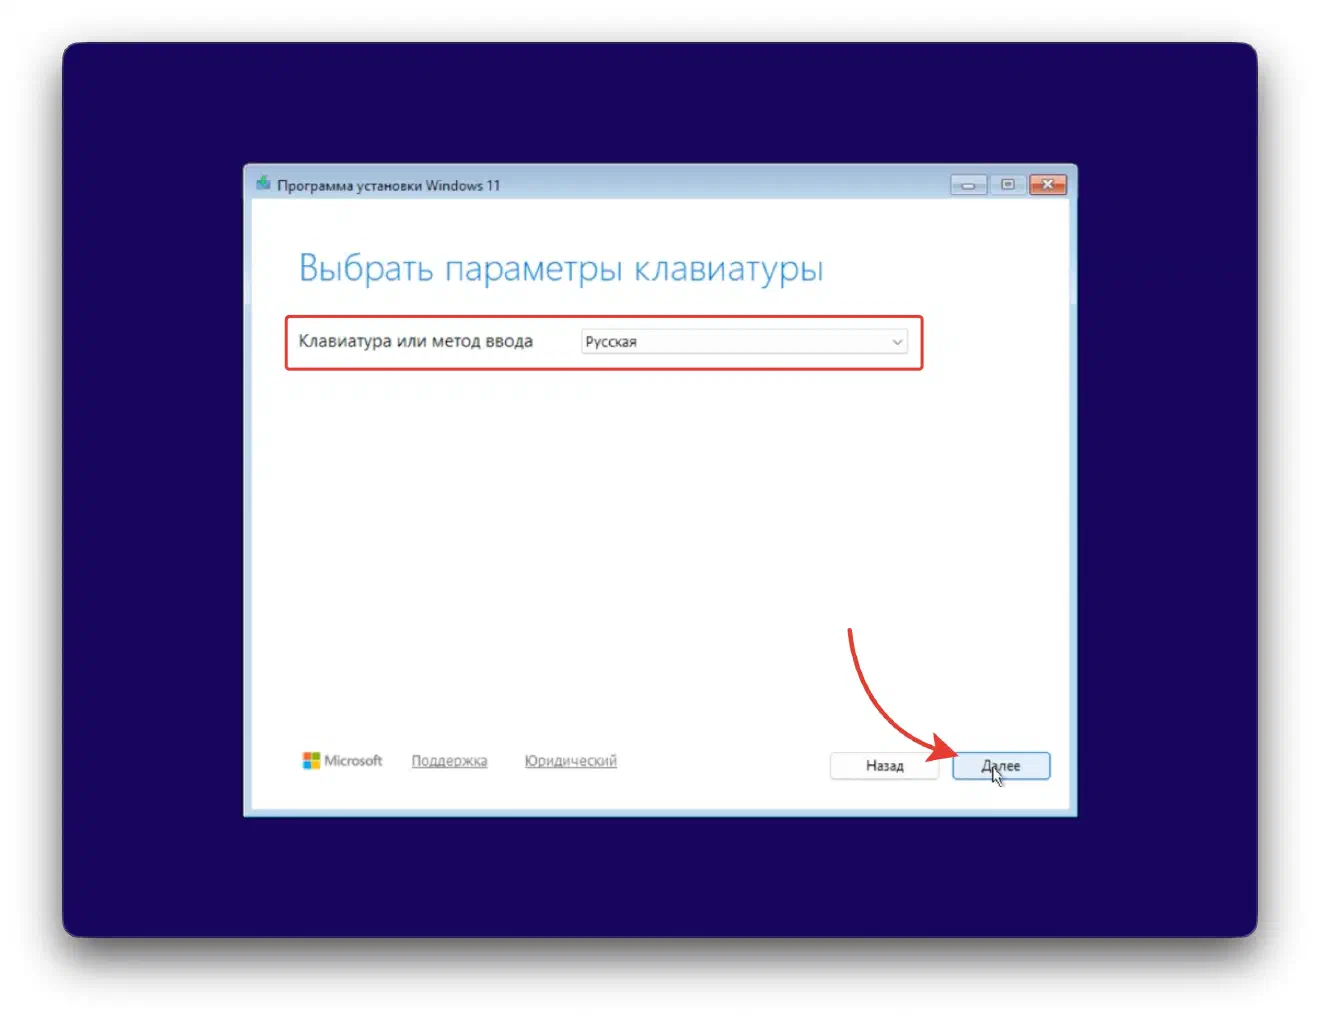 Программа установки Windows 11
Выбрать параметры клавиатуры
Клавиатура или метод ввода Русская
Microsoft Поддержка Юридический Назад Далее